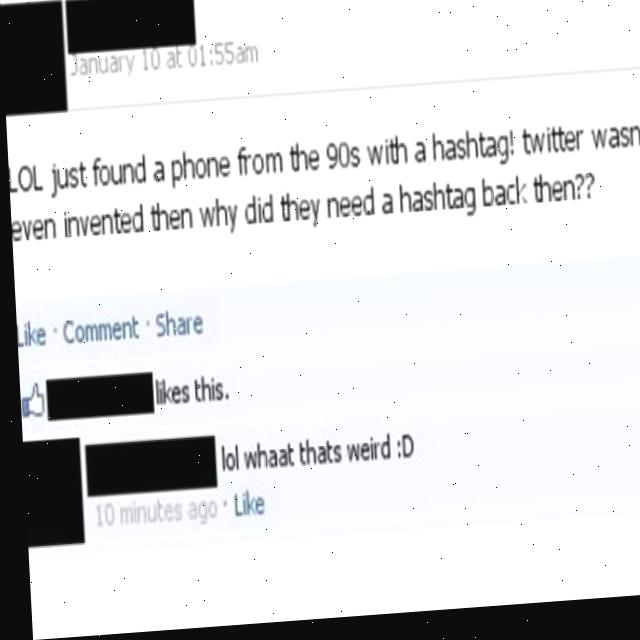 January 10 at 01:55am
LOL just found a phone from the 90s with a hashtag! twitter wasn
even invented then why did they need a hashtag back then??
Like · Comment · Share
likes this.
lol whaat thats weird :D
10 minutes ago · Like